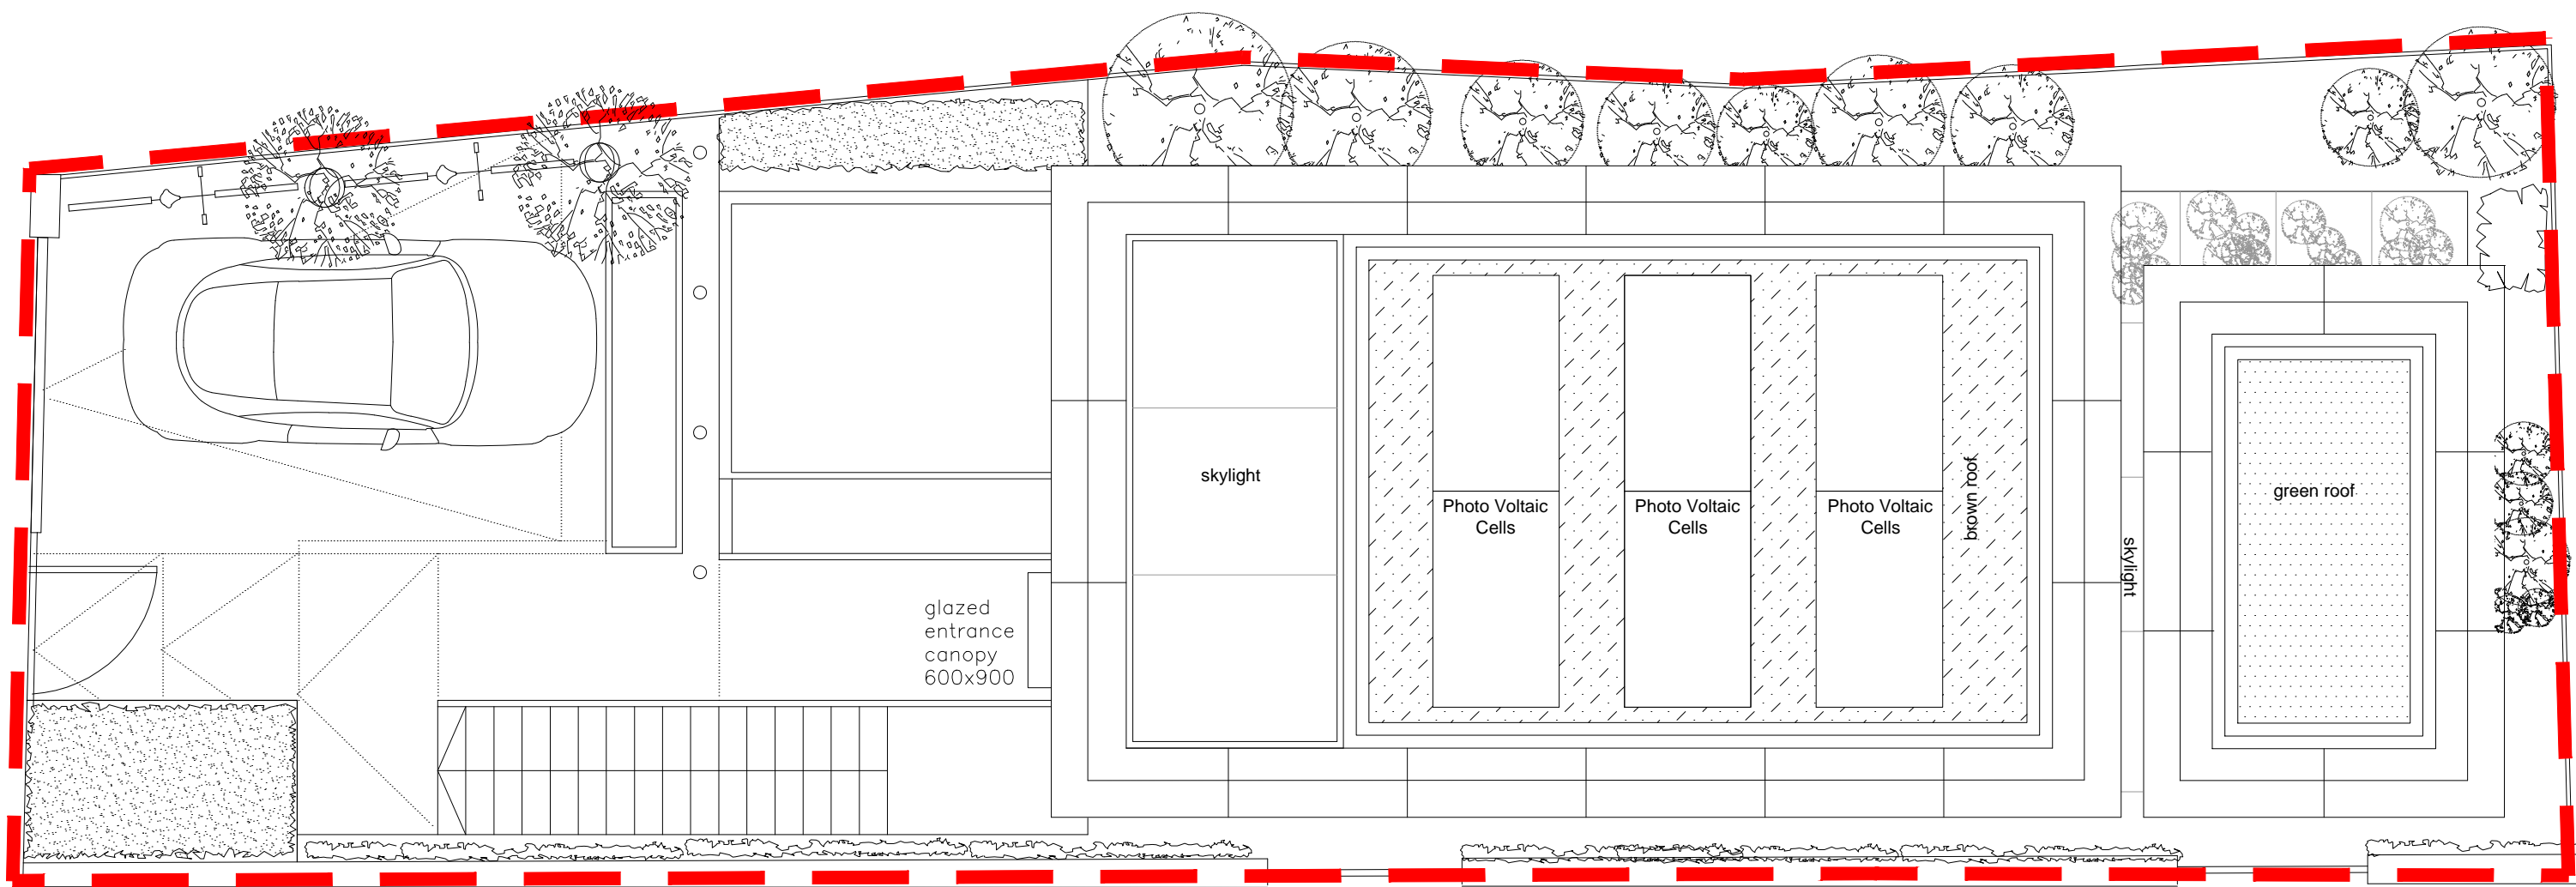 skylight
Photo Voltaic
Cells
Photo Voltaic
Cells
Photo Voltaic
Cells
brown roof
skylight
green roof
glazed
entrance
canopy
600x900